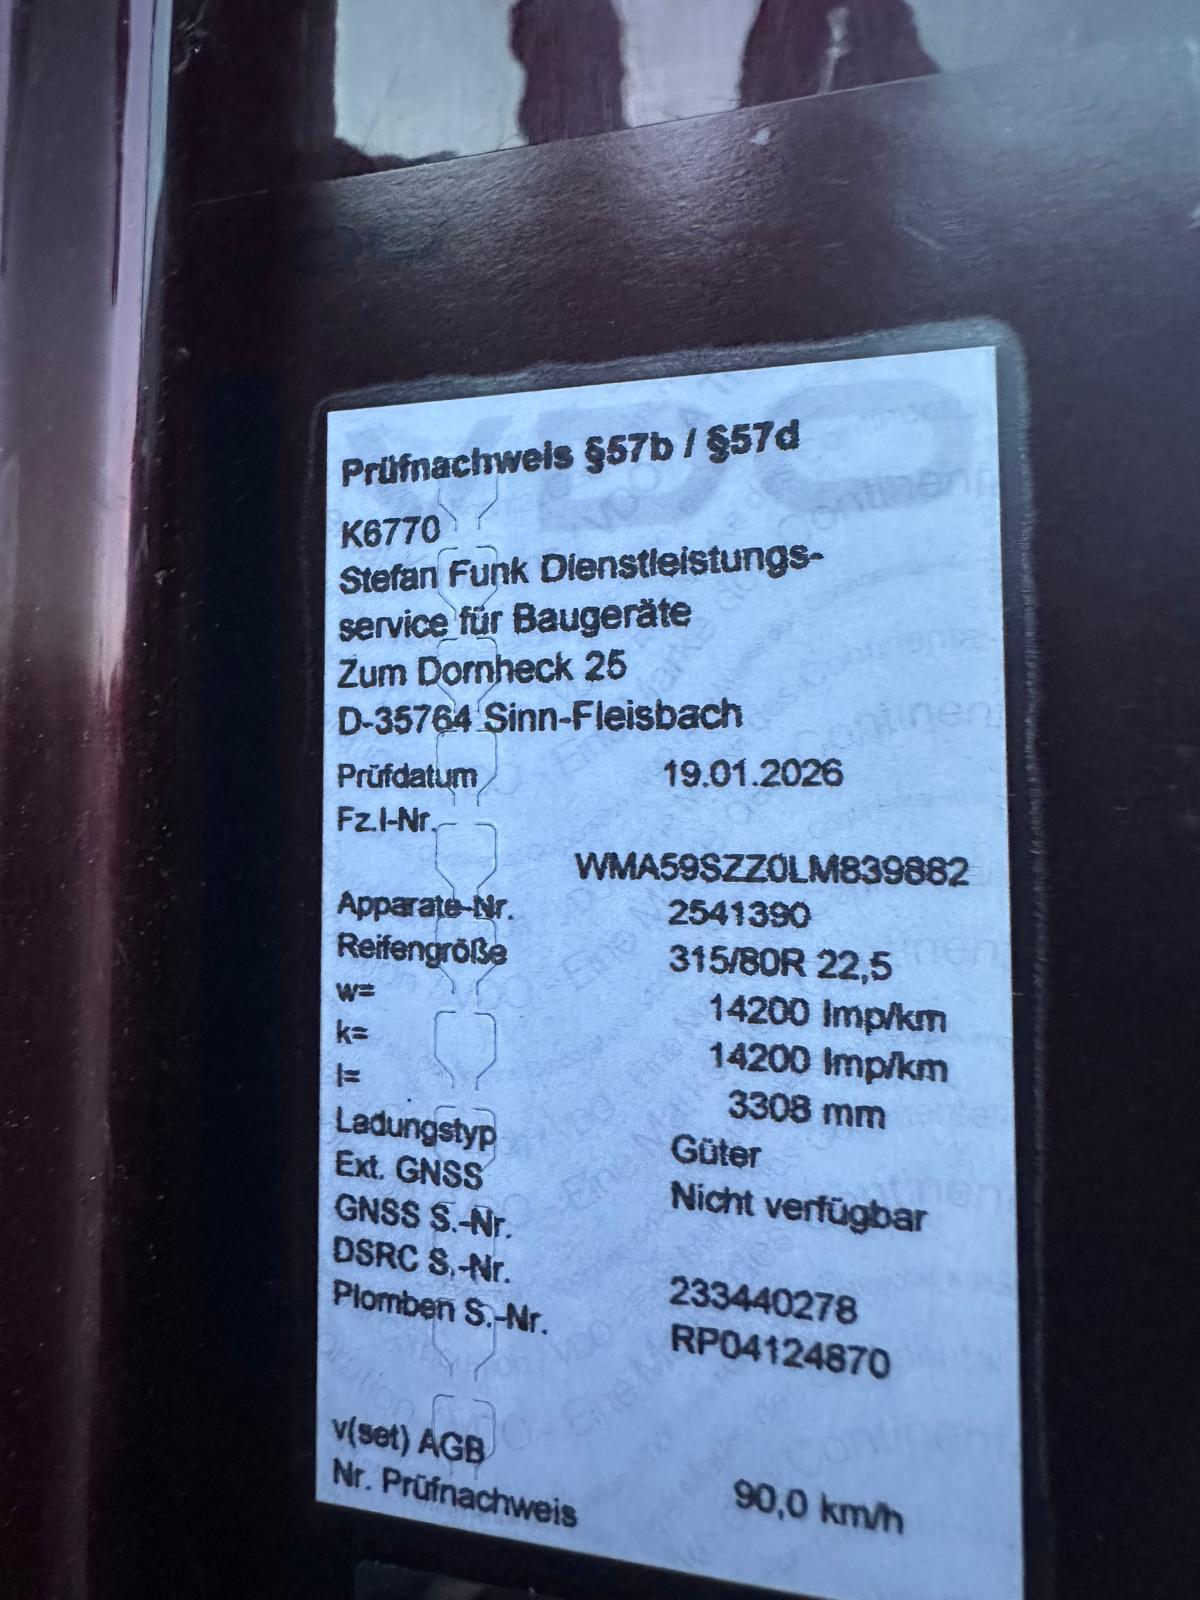 Prüfnachweis §57b / §57d
K6770
Stefan Funk Dienstleistungs-
service für Baugeräte
Zum Dornheck 25
D-35764 Sinn-Fleisbach
Prüfdatum 19.01.2026
Fz.I-Nr.
WMA59SZZ0LM839882
Apparate-Nr. 2541390
Reifengröße 315/80R 22,5
w= 14200 Imp/km
k= 14200 Imp/km
l= 3308 mm
Ladungstyp Güter
Ext. GNSS Nicht verfügbar
GNSS S.-Nr.
DSRC S.-Nr. 233440278
Plomben S.-Nr. RP04124870
v(set) AGB 90,0 km/h
Nr. Prüfnachweis